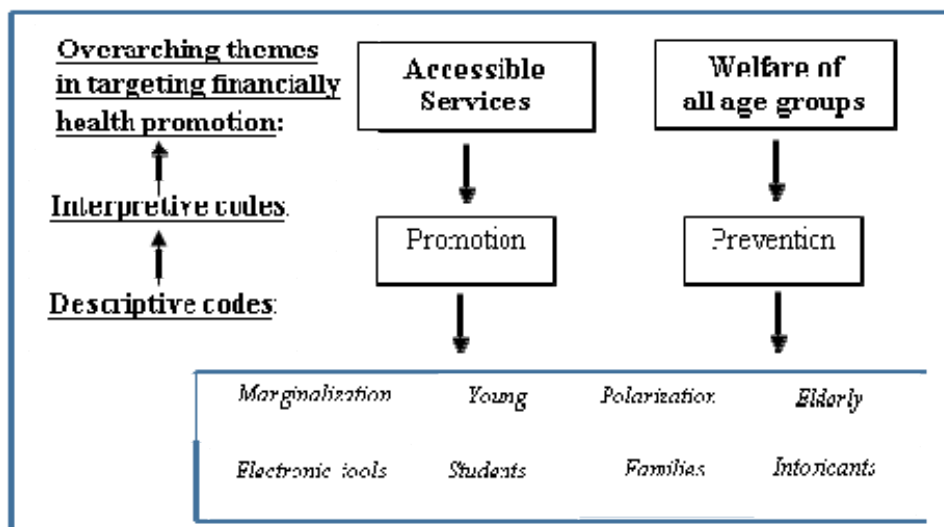 Overarching themes
in targeting financially
health promotion:
Interpretive codes:
Descriptive codes:
Accessible
Services
Welfare of
all age groups
Promotion
Prevention
Marginalization Young Polarization Elderly
Electronic tools Students Families Intoxicants